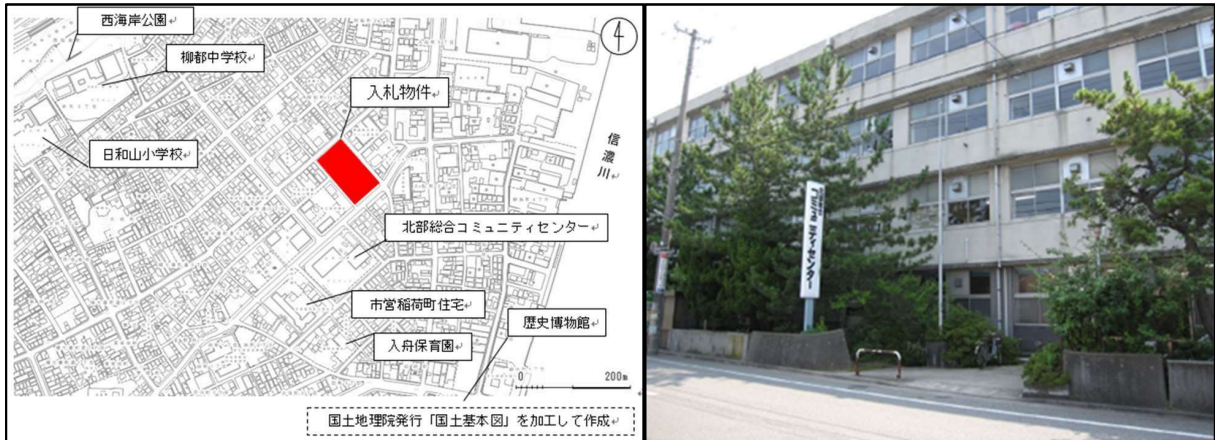 西海岸公園
柳都中学校
入札物件
日和山小学校
信濃川
北部総合コミュニティセンター
市営稲荷町住宅
歴史博物館
入舟保育園
0 200m
国土地理院発行「国土基本図」を加工して作成
コミュニティセンター